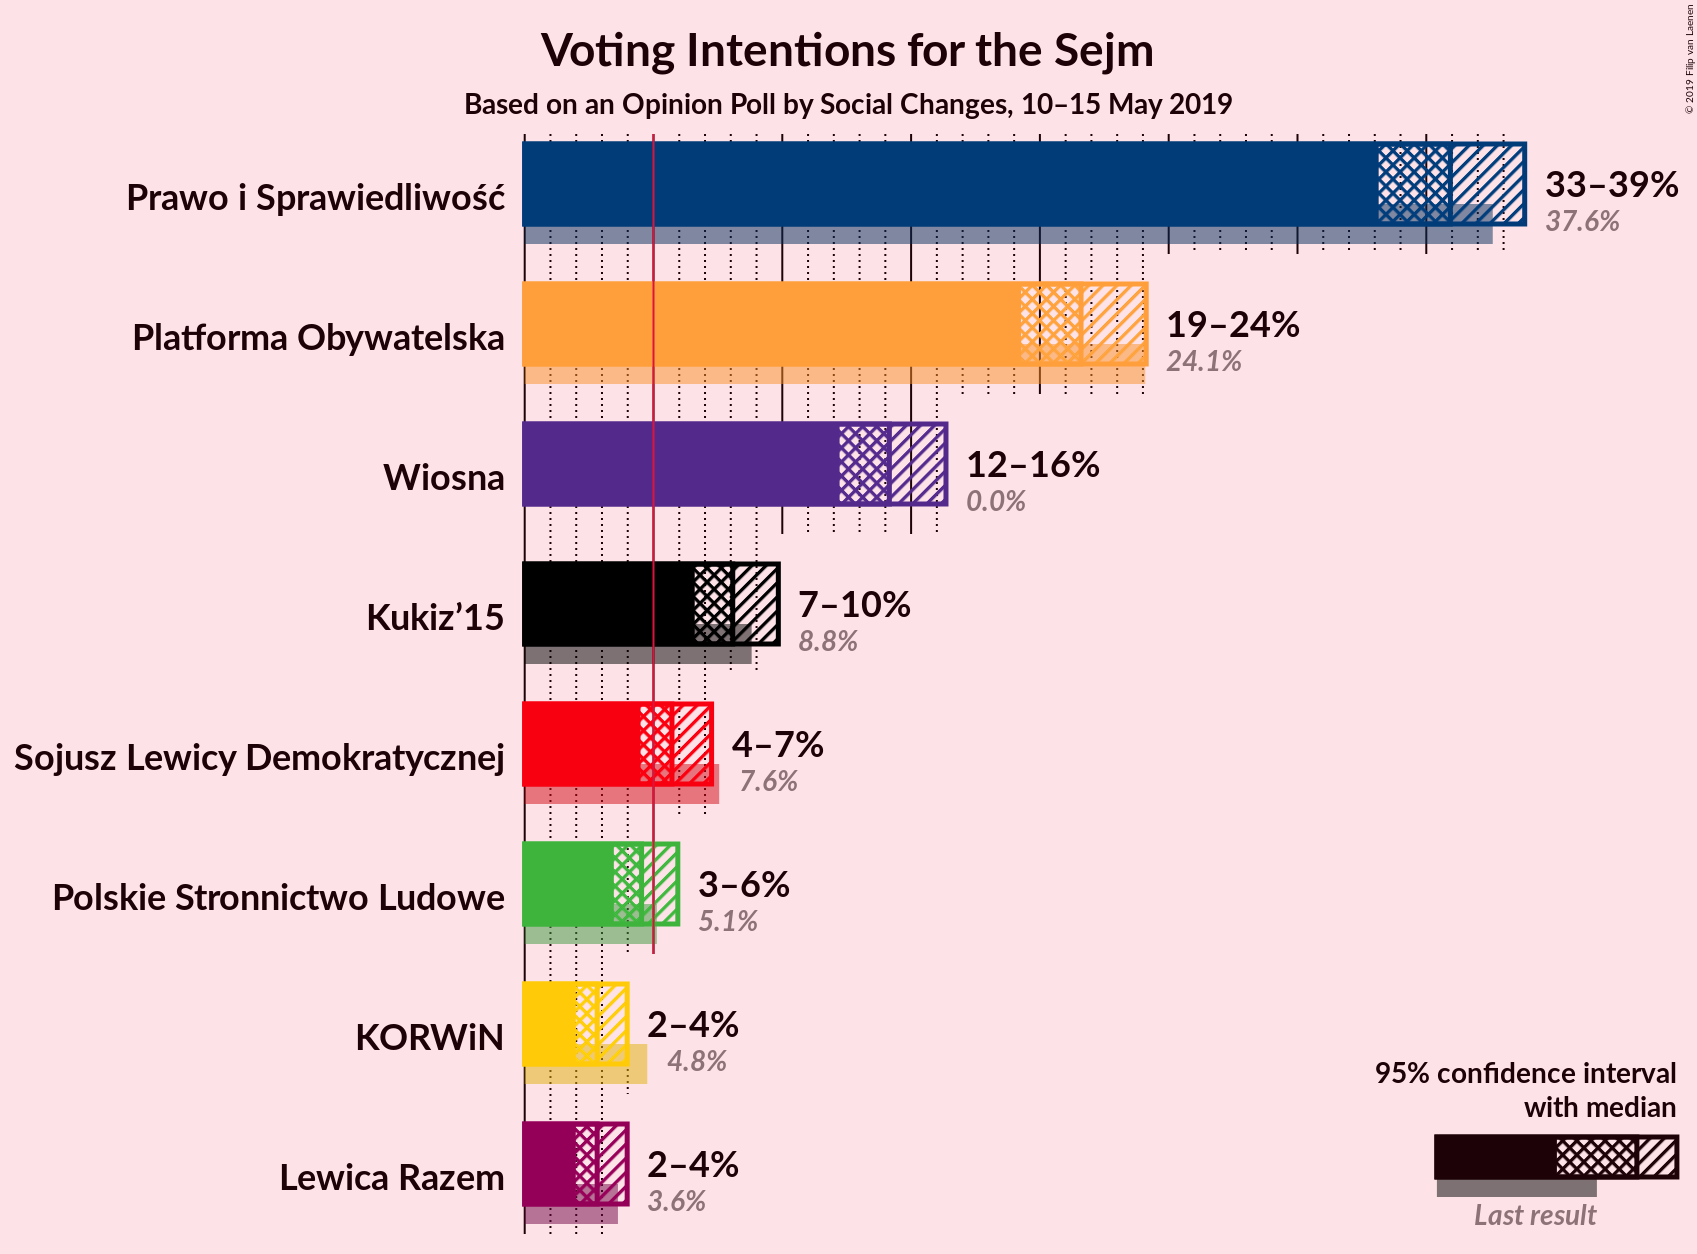 Voting Intentions for the Sejm
Based on an Opinion Poll by Social Changes, 10–15 May 2019
© 2019 Filip van Laenen
Prawo i Sprawiedliwość
33–39%
37.6%
Platforma Obywatelska
19–24%
24.1%
Wiosna
12–16%
0.0%
Kukiz’15
7–10%
8.8%
Sojusz Lewicy Demokratycznej
4–7%
7.6%
Polskie Stronnictwo Ludowe
3–6%
5.1%
KORWiN
2–4%
4.8%
Lewica Razem
2–4%
3.6%
95% confidence interval
with median
Last result